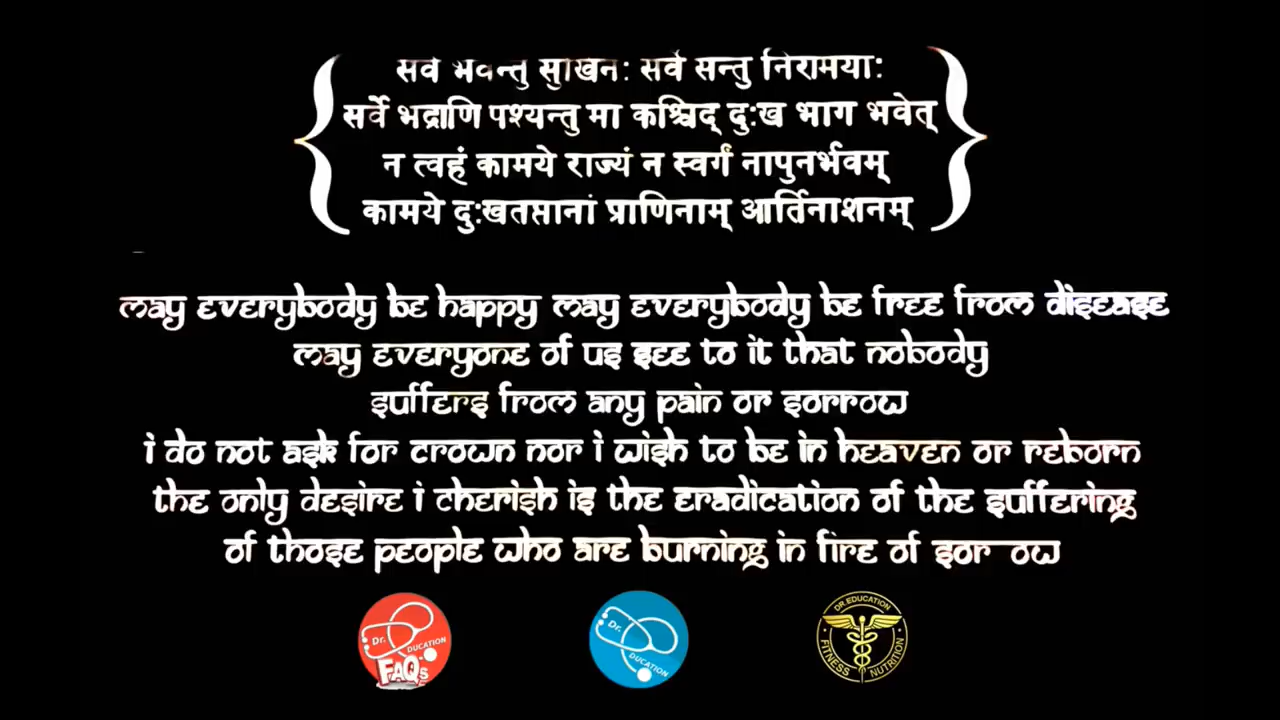 सर्वे भवन्तु सुखिन: सर्वे सन्तु निरामया:
सर्वे भद्राणि पश्यन्तु मा कश्चिद् दु:ख भाग भवेत्
न त्वहं कामये राज्यं न स्वर्गं नापुनर्भवम्
कामये दु:खतप्तानां प्राणिनाम् आर्तिनाशनम्
may everybody be happy may everybody be free from disease
may everyone of us see to it that nobody
suffers from any pain or sorrow
i do not ask for crown nor i wish to be in heaven or reborn
the only desire i cherish is the eradication of the suffering
of those people who are burning in fire of sor ow
Dr. DUCATION FAQs
Dr. DUCATION
DR.EDUCATION FITNESS NUTRITION